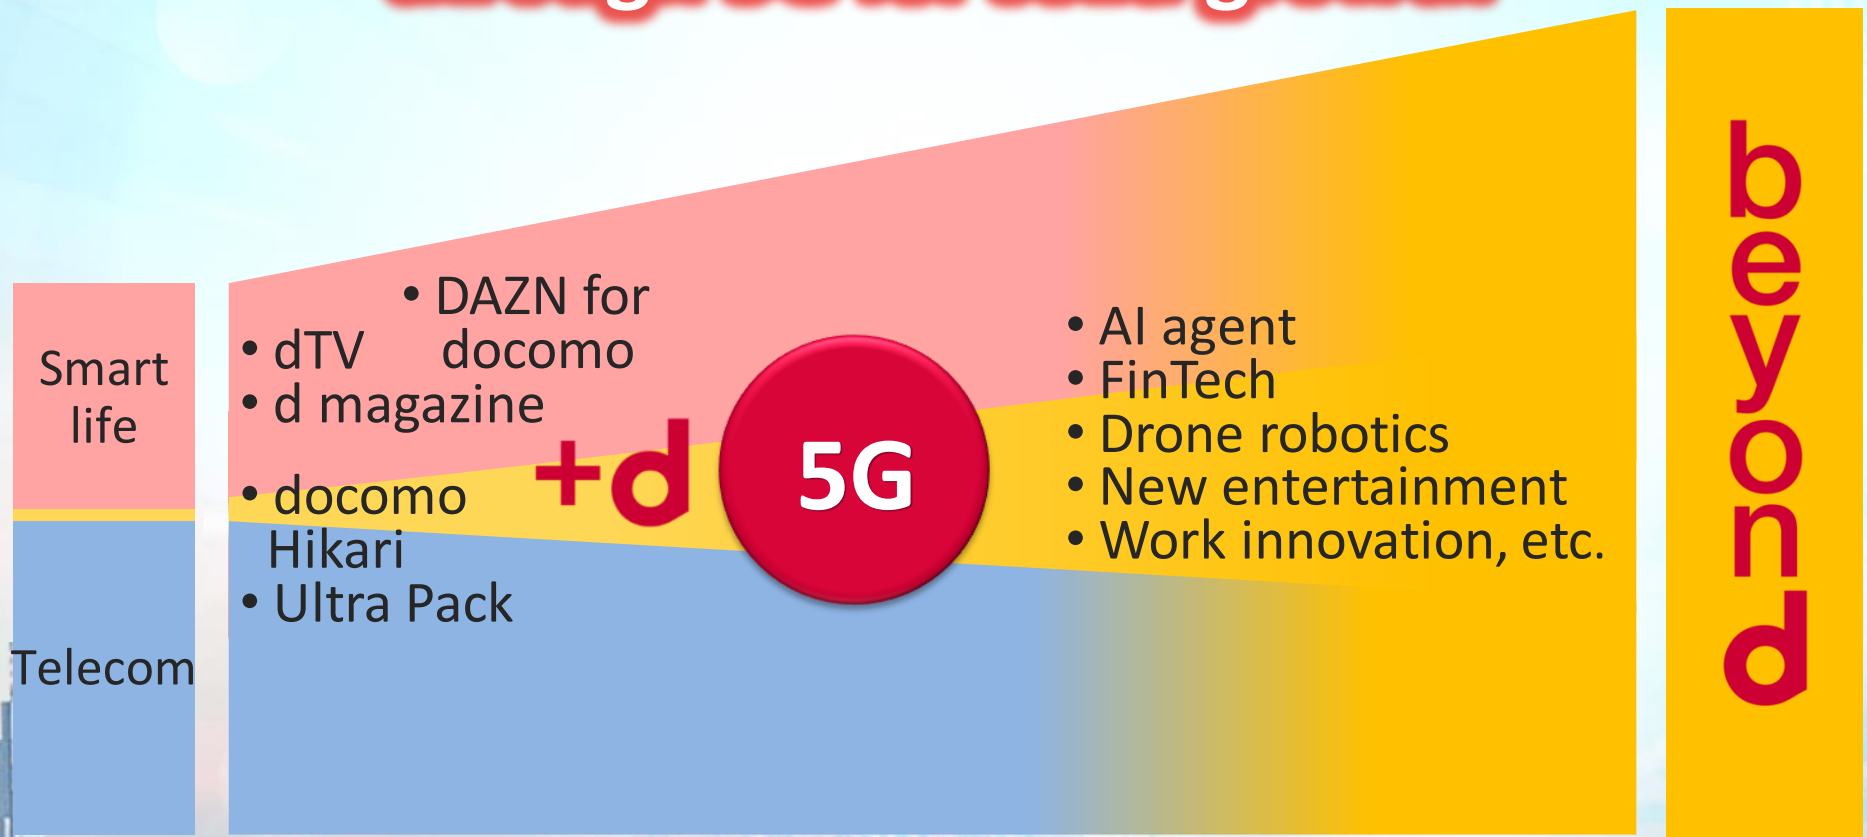 Smart
life
Telecom
• DAZN for
docomo
• dTV
• d magazine
• docomo
Hikari
• Ultra Pack
+d
5G
• AI agent
• FinTech
• Drone robotics
• New entertainment
• Work innovation, etc.
beyond